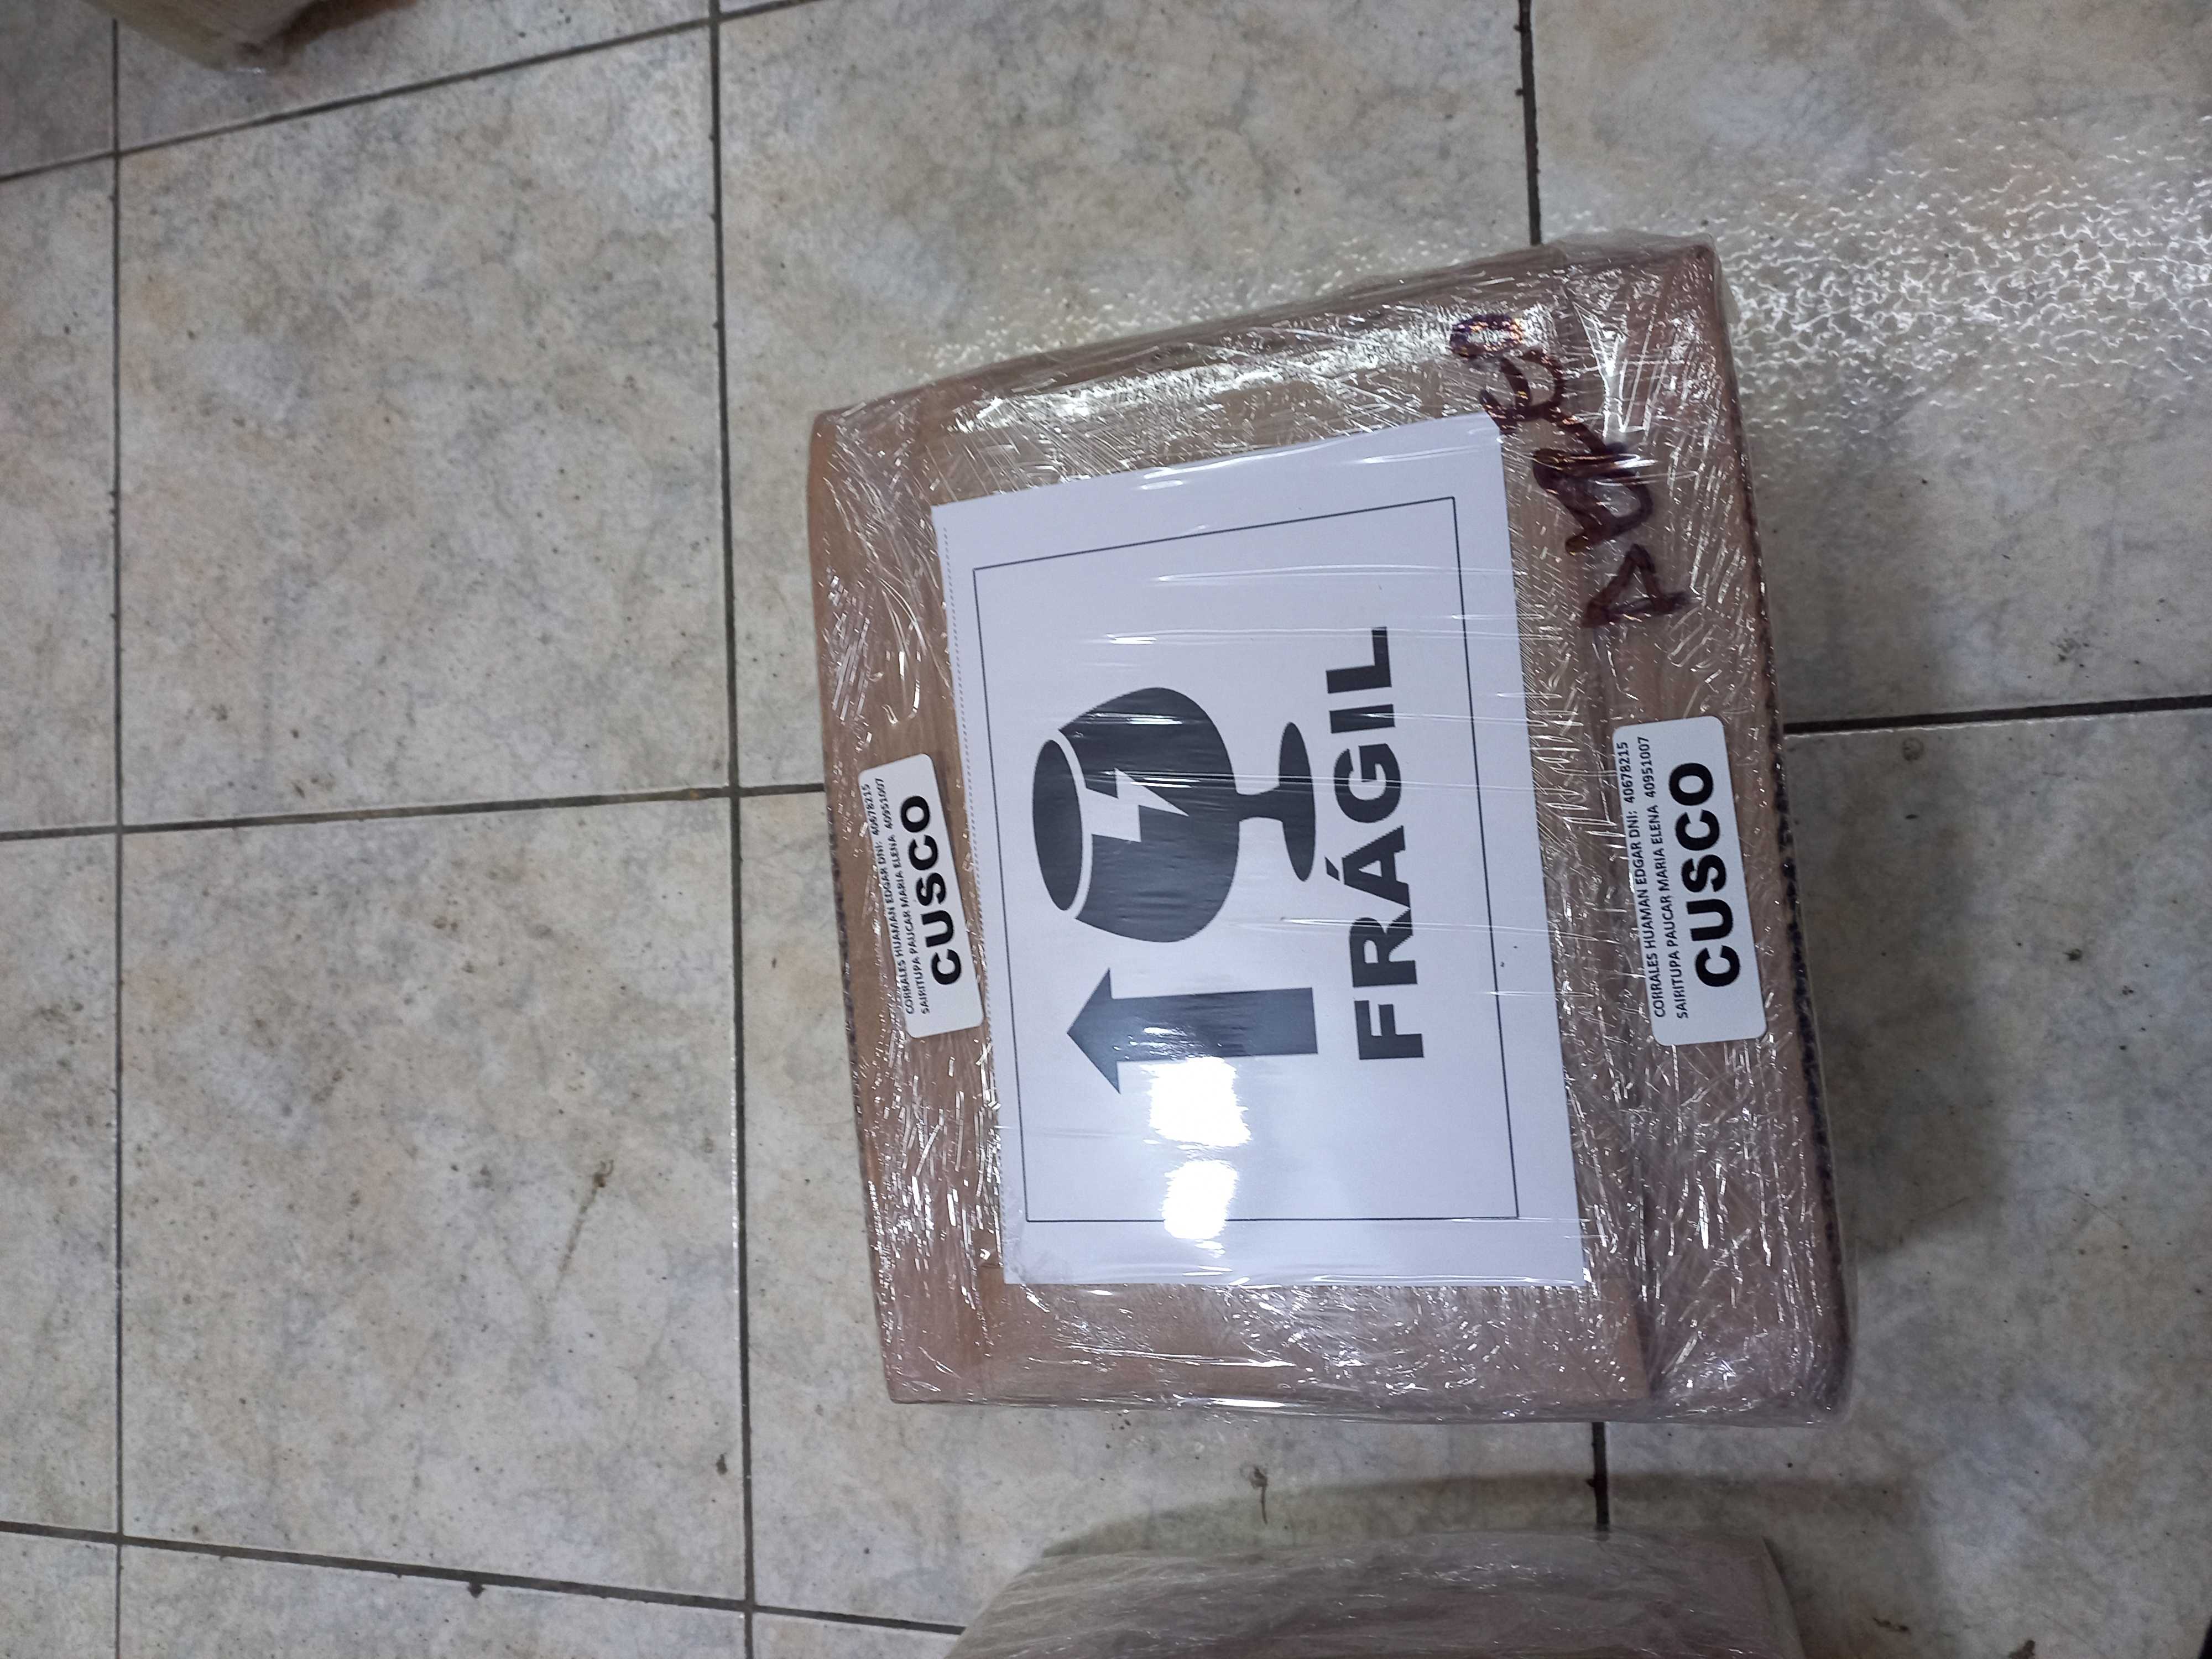 CORRALES HUAMAN EDGAR DNI: 40678215
SAIRITUPA PAUCAR MARIA ELENA 40951007
CUSCO
FRÁGIL
CORRALES HUAMAN EDGAR DNI: 40678215
SAIRITUPA PAUCAR MARIA ELENA 40951007
CUSCO